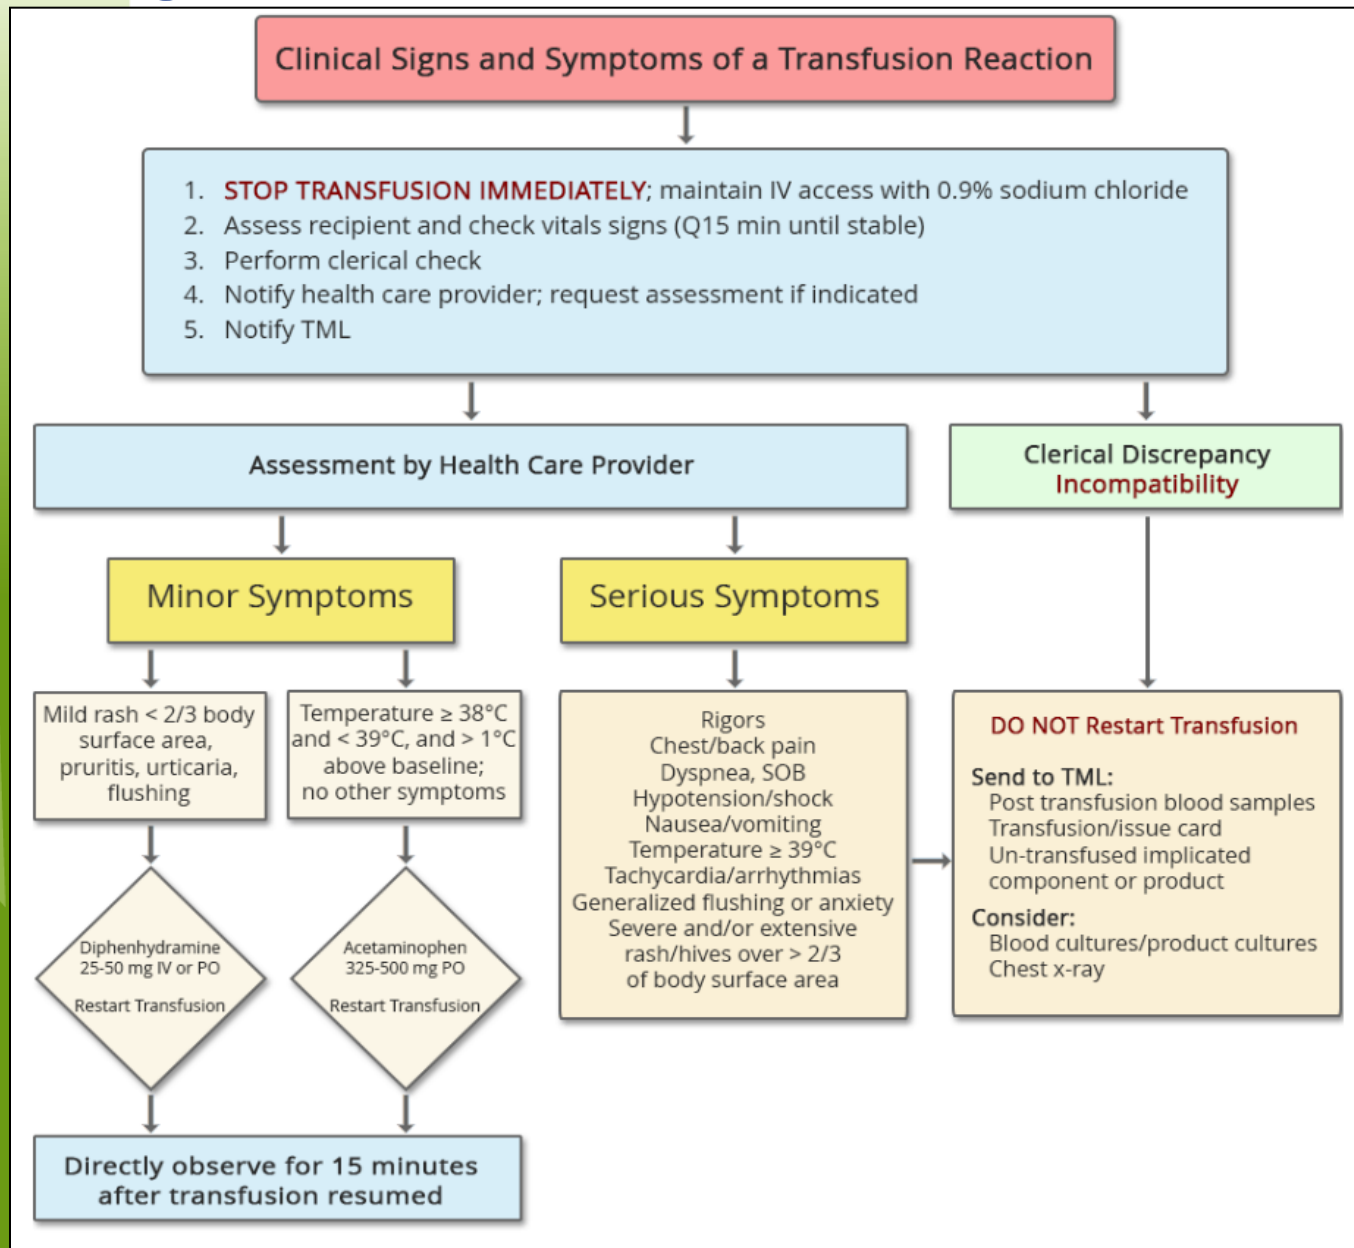 Clinical Signs and Symptoms of a Transfusion Reaction
1. STOP TRANSFUSION IMMEDIATELY; maintain IV access with 0.9% sodium chloride
2. Assess recipient and check vitals signs (Q15 min until stable)
3. Perform clerical check
4. Notify health care provider; request assessment if indicated
5. Notify TML
Assessment by Health Care Provider
Clerical Discrepancy
Incompatibility
Minor Symptoms
Serious Symptoms
Mild rash < 2/3 body
surface area,
pruritis, urticaria,
flushing
Temperature ≥ 38°C
and < 39°C, and > 1°C
above baseline;
no other symptoms
Rigors
Chest/back pain
Dyspnea, SOB
Hypotension/shock
Nausea/vomiting
Temperature ≥ 39°C
Tachycardia/arrhythmias
Generalized flushing or anxiety
Severe and/or extensive
rash/hives over > 2/3
of body surface area
DO NOT Restart Transfusion
Send to TML:
Post transfusion blood samples
Transfusion/issue card
Un-transfused implicated
component or product
Consider:
Blood cultures/product cultures
Chest x-ray
Diphenhydramine
25-50 mg IV or PO
Restart Transfusion
Acetaminophen
325-500 mg PO
Restart Transfusion
Directly observe for 15 minutes
after transfusion resumed